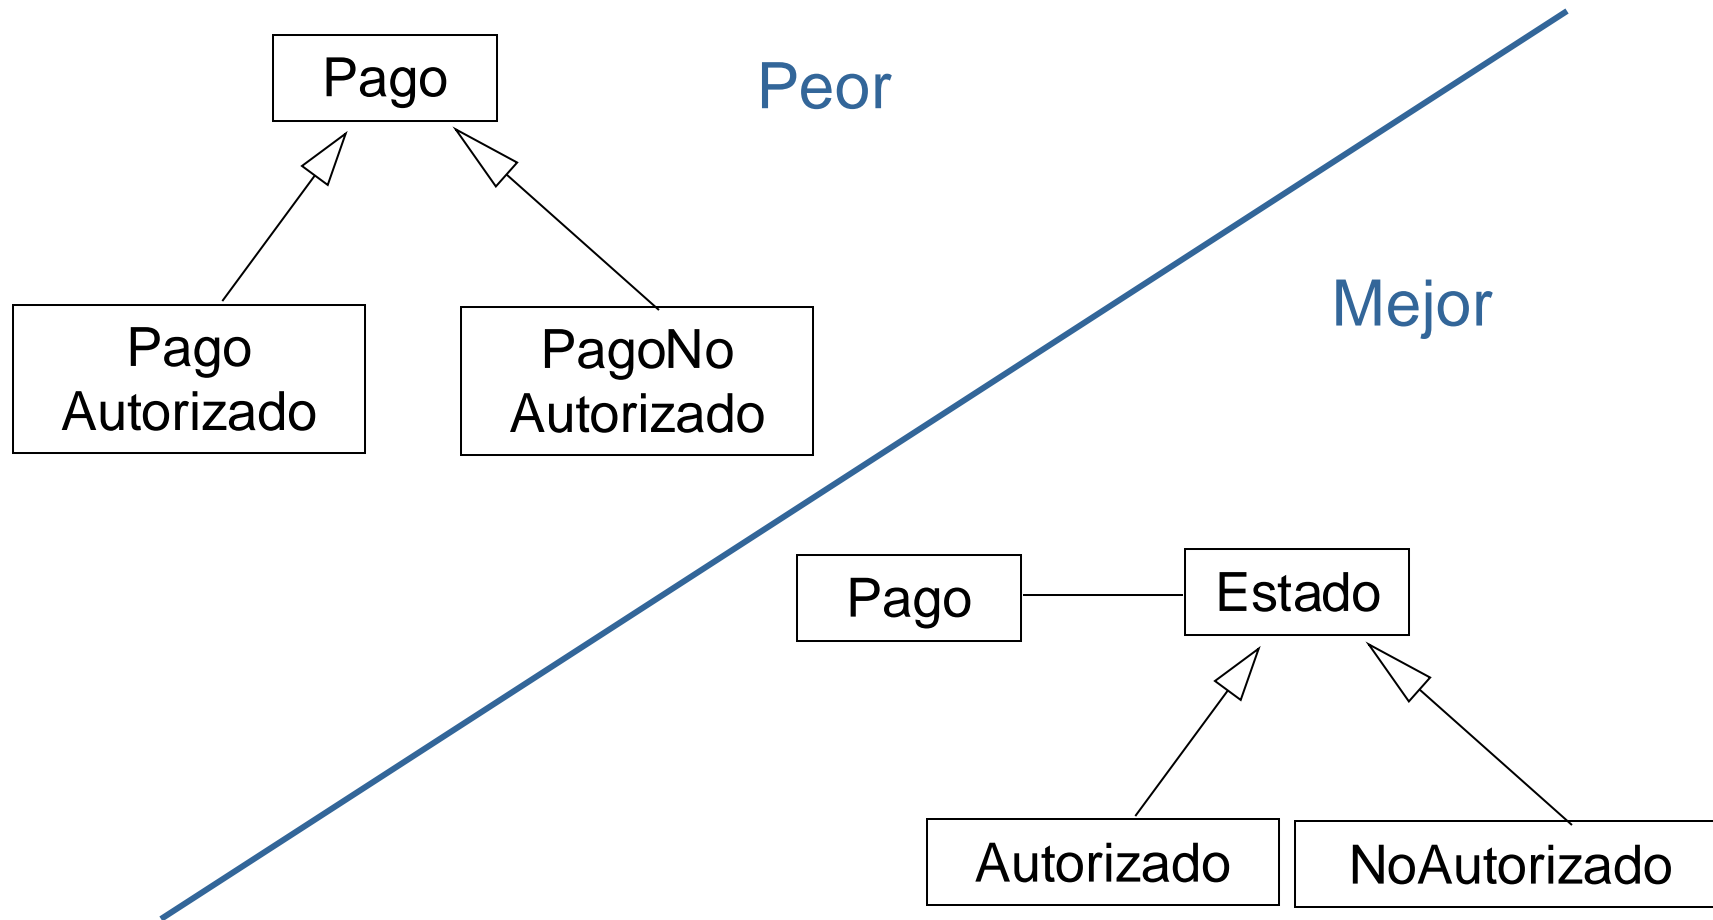 Pago
Peor
Pago
Autorizado
PagoNo
Autorizado
Mejor
Pago
Estado
Autorizado
NoAutorizado